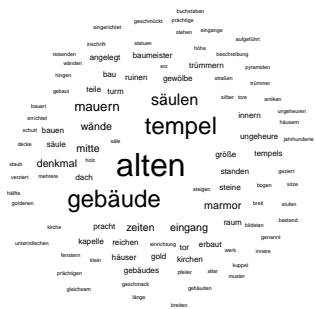 buchstaben
eingerichtet geschmückt prächtige
stehen eingange
inschrift statuen höhe aufgeführt
reisenden angelegt baumeister beschreibung
wänden erz trümmern pyramiden
hingen bau ruinen gewölbe straßen
gebaut teile turm trümmer
bauart mauern säulen silber tore antiken
errichtet innern ungeheuren
schutt bauen wände tempel häusern
decke säule mitte säle ungeheure jahrhunderte
staub denkmal holz größe tempels
verziert mehrere dach alten standen geziert
hälfte steigen steine bogen sitze
goldenen gebäude marmor breit stufen
kirche pracht zeiten eingang raum bildeten bestand
unterirdischen kapelle reichen einrichtung tor erbaut genannt
fenstern häuser gold kirchen werk innere
klein gebäudes pfeiler altar kuppel
prächtigen muster
gleichsam geschmack gebäuden
länge
breiten